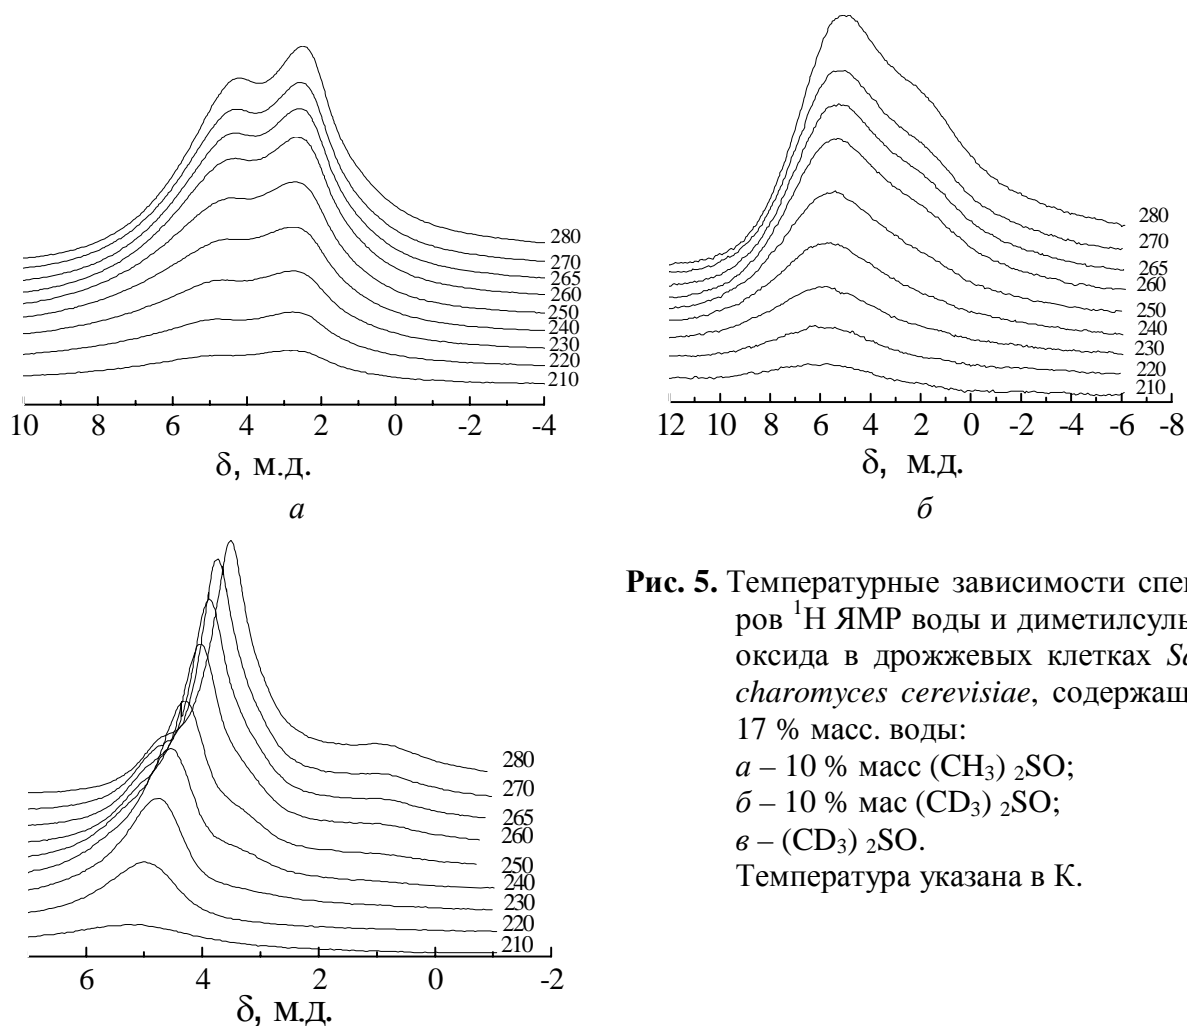 280
270
265
260
250
240
230
220
210
10 8 6 4 2 0 -2 -4
δ, м.д.
а
280
270
265
260
250
240
230
220
210
12 10 8 6 4 2 0 -2 -4 -6 -8
δ, м.д.
б
280
270
265
260
250
240
230
220
210
6 4 2 0 -2
δ, м.д.
Рис. 5. Температурные зависимости спек
ров ¹H ЯМР воды и диметилсуль
оксида в дрожжевых клетках Sa
charomyces cerevisiae, содержащ
17 % масс. воды:
а – 10 % масс (CH₃) ₂SO;
б – 10 % мас (CD₃) ₂SO;
в – (CD₃) ₂SO.
Температура указана в К.